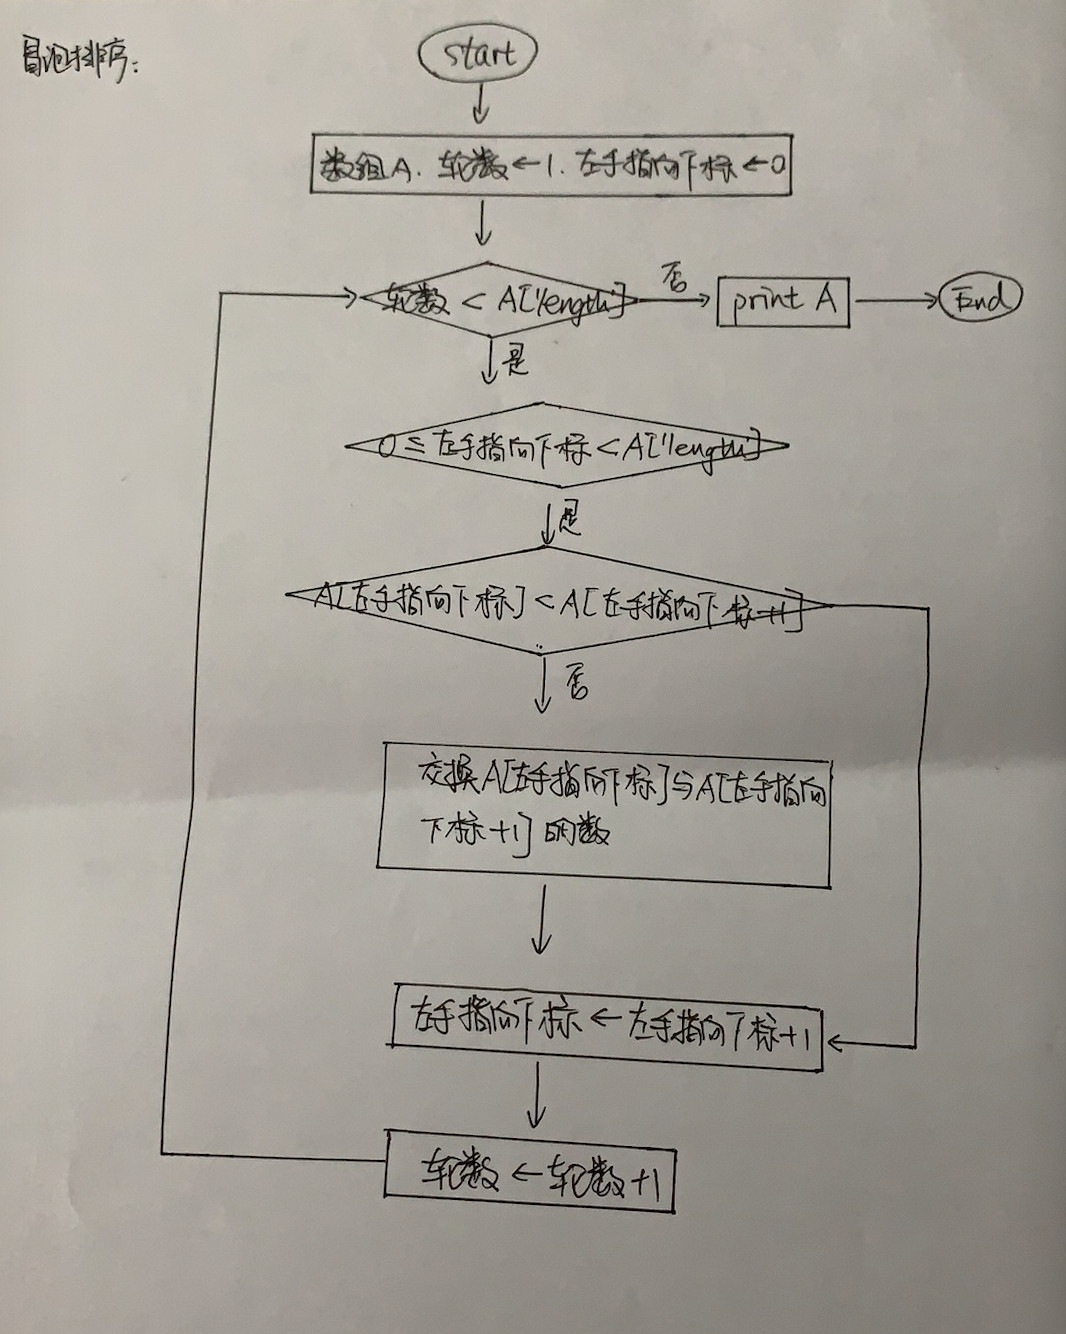 冒泡排序:
start
数组A. 轮数←1. 左手指向下标←0
轮数 < A['length']
否
print A
End
是
0 ≤ 左手指向下标 < A['length']
是
A[左手指向下标] < A[左手指向下标+1]
否
交换A[左手指向下标]与A[左手指向
下标+1]的数
左手指向下标 ← 左手指向下标+1
轮数 ← 轮数+1